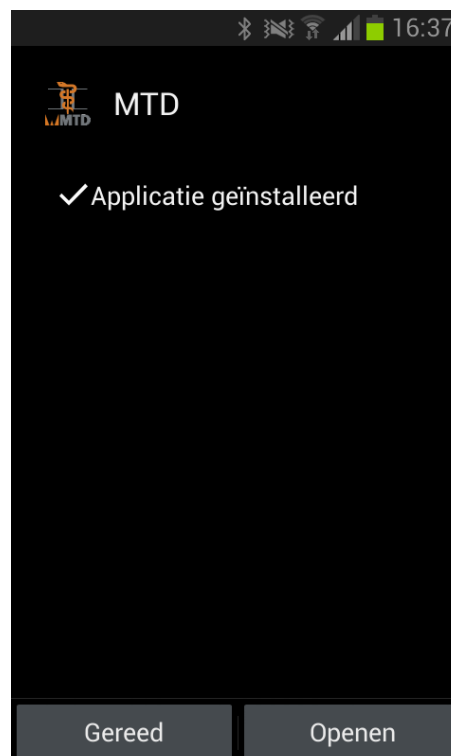 16:37
MTD
MTD
Applicatie geïnstalleerd
Gereed
Openen